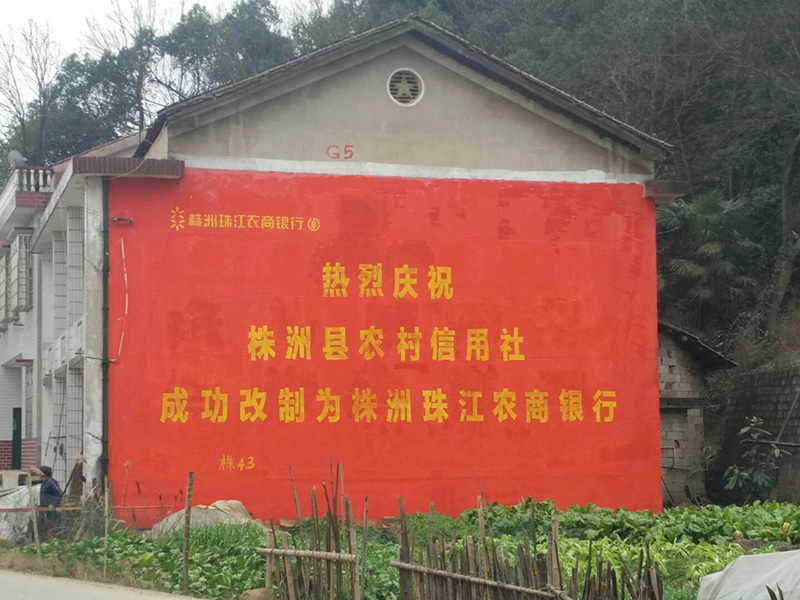 G5
株洲珠江农商银行
热烈庆祝
株洲县农村信用社
成功改制为株洲珠江农商银行
株43